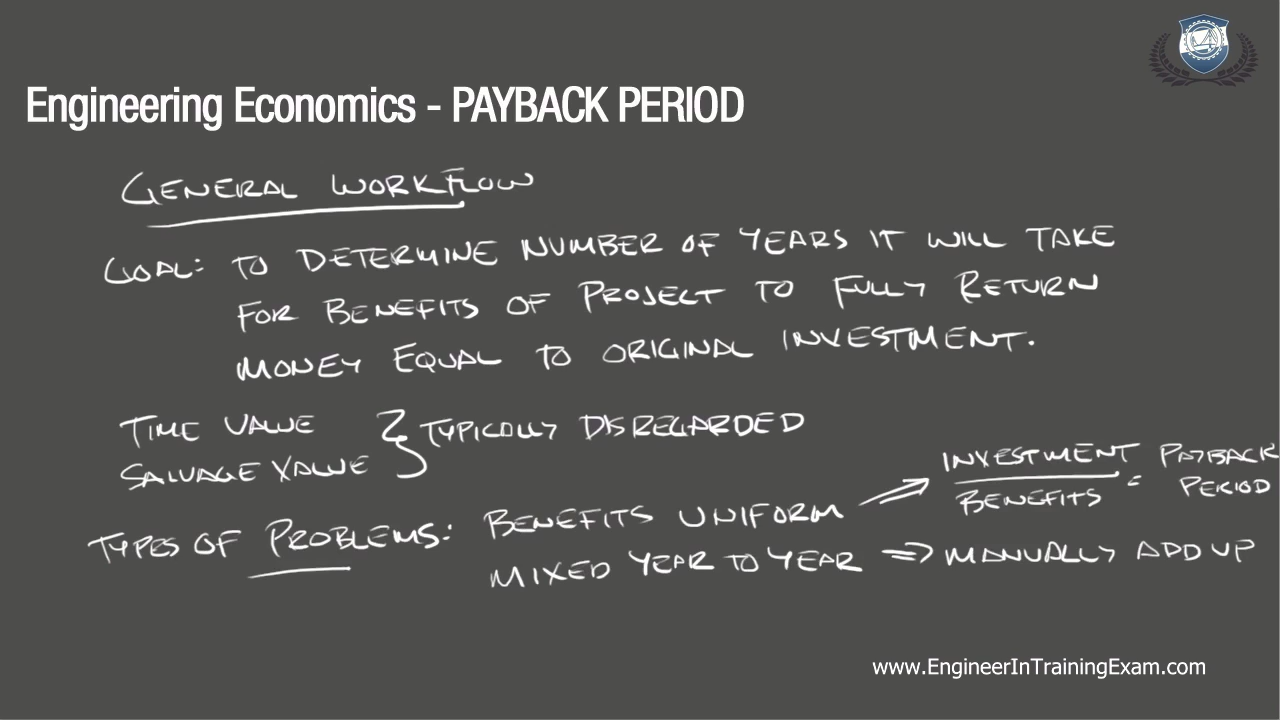 Engineering Economics - PAYBACK PERIOD
GENERAL WORKFLOW
GOAL: TO DETERMINE NUMBER OF YEARS IT WILL TAKE
FOR BENEFITS OF PROJECT TO FULLY RETURN
MONEY EQUAL TO ORIGINAL INVESTMENT.
TIME VALUE
SALVAGE VALUE } TYPICALLY DISREGARDED
TYPES OF PROBLEMS: BENEFITS UNIFORM ⇒ INVESTMENT / BENEFITS = PAYBACK PERIOD
MIXED YEAR TO YEAR ⇒ MANUALLY ADD UP
www.EngineerInTrainingExam.com